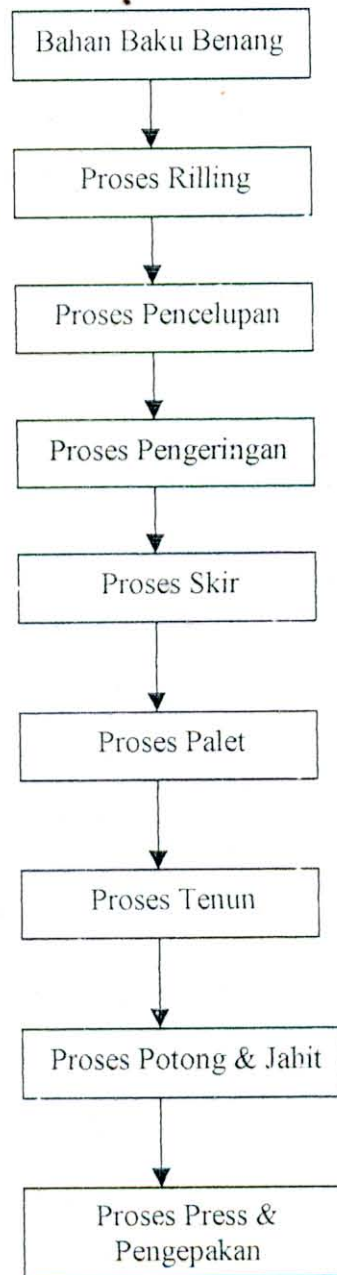 Bahan Baku Benang
Proses Rilling
Proses Pencelupan
Proses Pengeringan
Proses Skir
Proses Palet
Proses Tenun
Proses Potong & Jahit
Proses Press &
Pengepakan